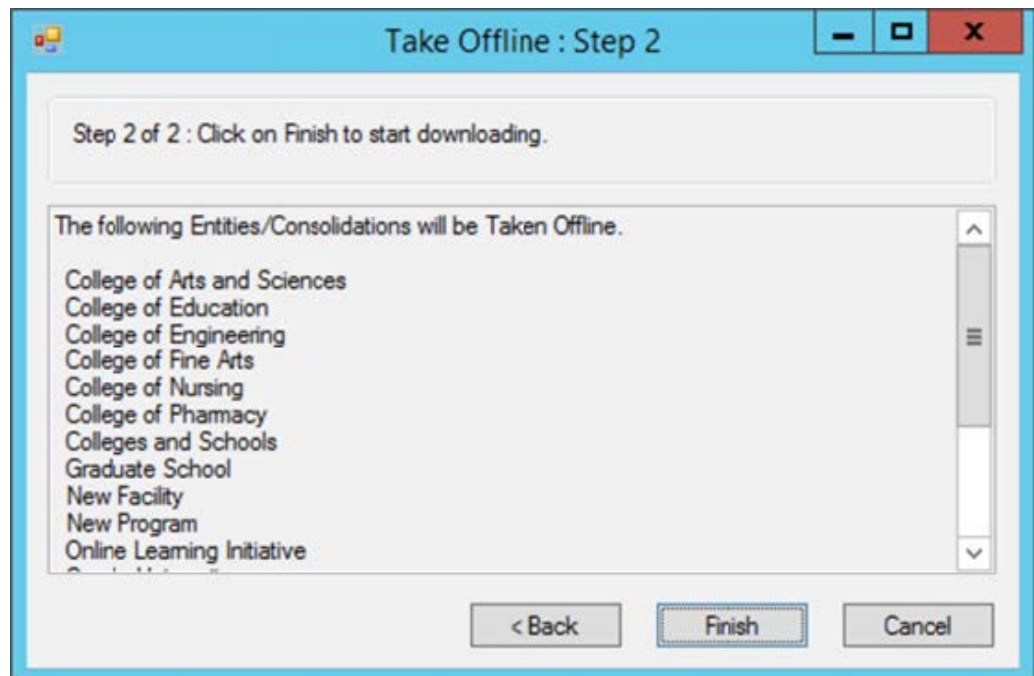 Take Offline : Step 2
Step 2 of 2 : Click on Finish to start downloading.
The following Entities/Consolidations will be Taken Offline.
College of Arts and Sciences
College of Education
College of Engineering
College of Fine Arts
College of Nursing
College of Pharmacy
Colleges and Schools
Graduate School
New Facility
New Program
Online Learning Initiative
< Back
Finish
Cancel